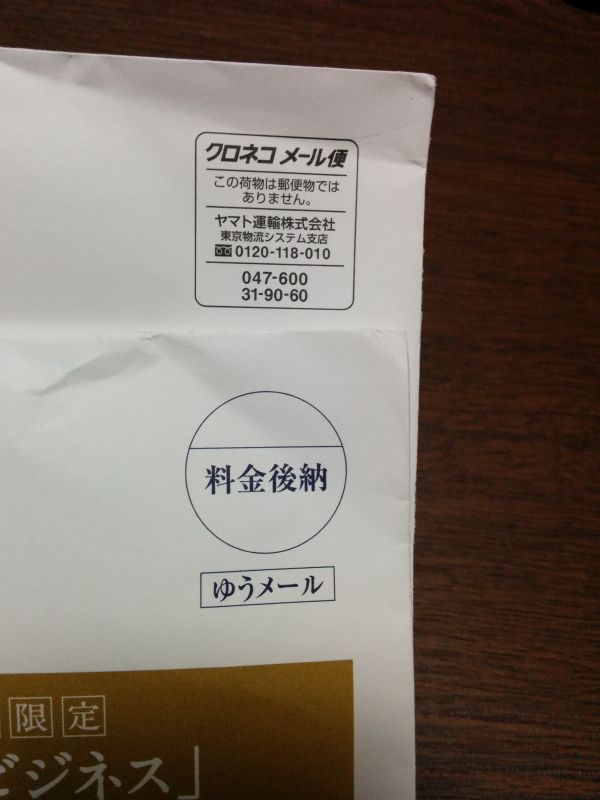 クロネコ メール便
この荷物は郵便物では
ありません。
ヤマト運輸株式会社
東京物流システム支店
0120-118-010
047-600
31-90-60
料金後納
ゆうメール
限定
ビジネス」